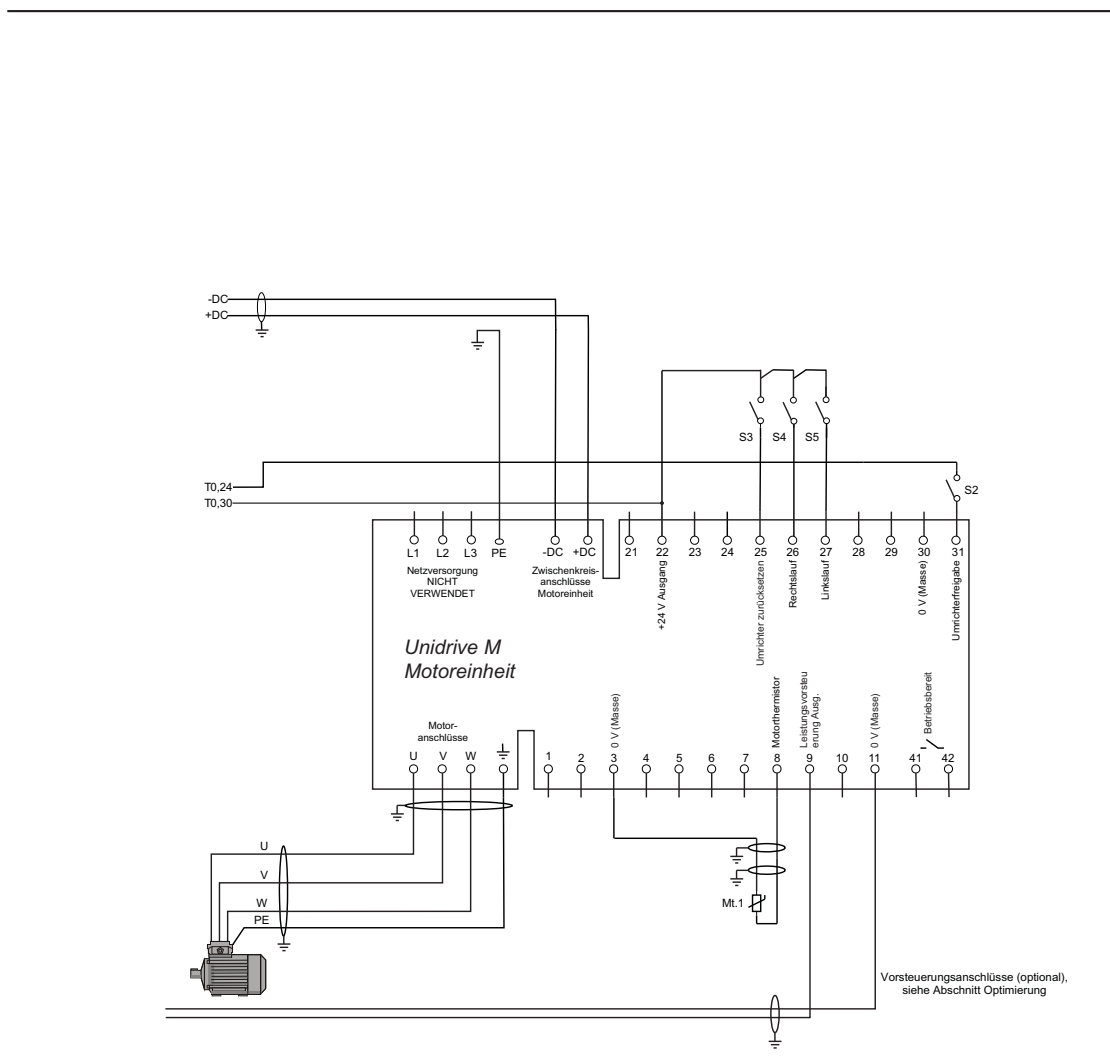 -DC
+DC
S3 S4 S5
T0,24
S2
T0,30
L1 L2 L3 PE -DC +DC 21 22 23 24 25 26 27 28 29 30 31
Netzversorgung
NICHT
VERWENDET
Zwischenkreis-
anschlüsse
Motoreinheit
+24 V Ausgang
Umrichter zurücksetzen
Rechtslauf
Linkslauf
0 V (Masse)
Umrichterfreigabe
Unidrive M
Motoreinheit
Motor-
anschlüsse
0 V (Masse)
Motorthermistor
Leistungsvorsteu
erung Ausg.
0 V (Masse)
Betriebsbereit
U V W 1 2 3 4 5 6 7 8 9 10 11 41 42
U
V
W
PE
Mt.1
Vorsteuerungsanschlüsse (optional),
siehe Abschnitt Optimierung